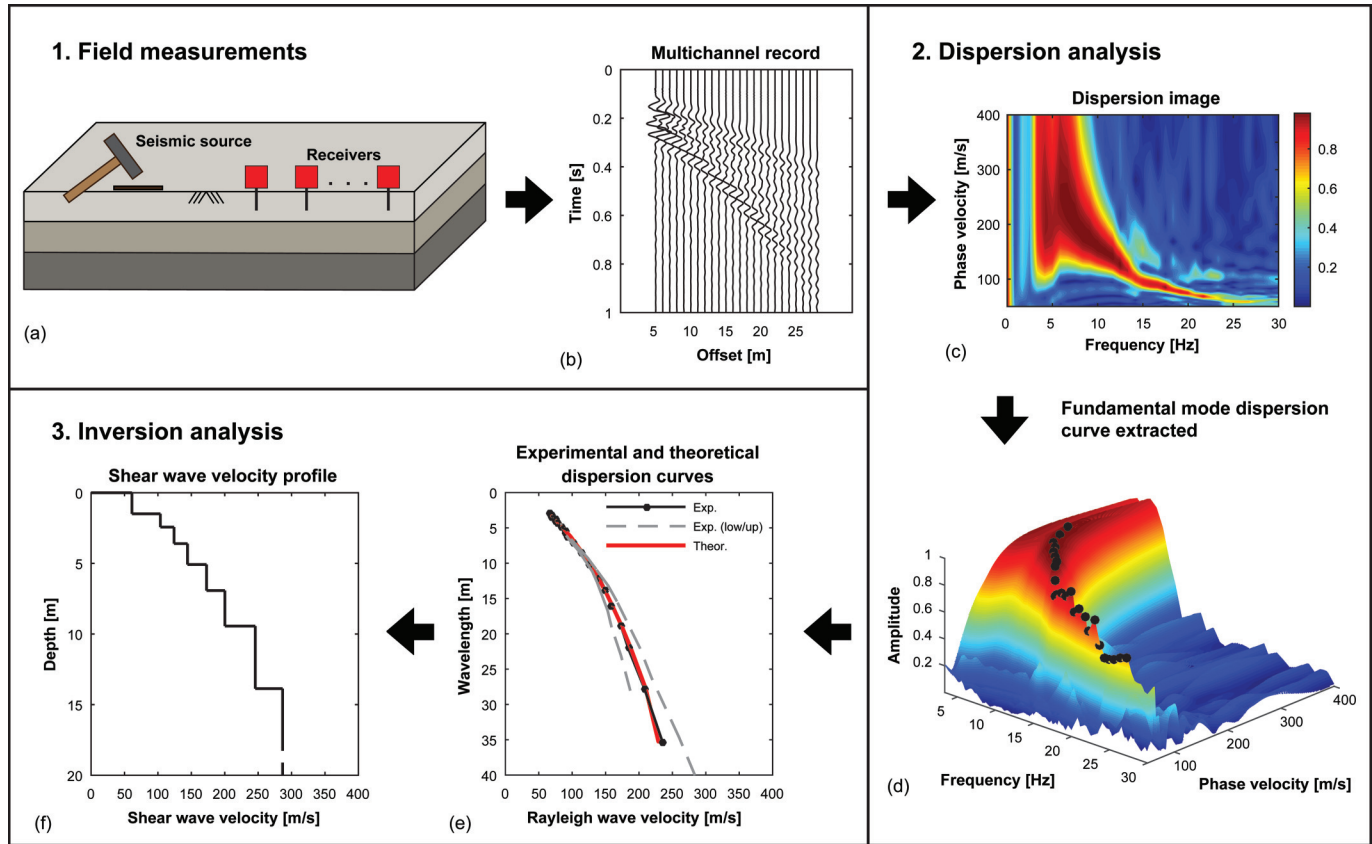 1. Field measurements
Seismic source
Receivers
(a)
Multichannel record
0
0.2
0.4
0.6
0.8
1
Time [s]
5 10 15 20 25
Offset [m]
(b)
2. Dispersion analysis
Dispersion image
400
300
200
100
Phase velocity [m/s]
0 5 10 15 20 25 30
Frequency [Hz]
0.8
0.6
0.4
0.2
(c)
Fundamental mode dispersion
curve extracted
1
0.8
0.6
0.4
0.2
Amplitude
5 10 15 20 25 30
Frequency [Hz]
100 200 300 400
Phase velocity [m/s]
(d)
3. Inversion analysis
Experimental and theoretical
dispersion curves
0
5
10
15
20
25
30
35
40
Wavelength [m]
Exp.
Exp. (low/up)
Theor.
0 50 100 150 200 250 300 350 400
Rayleigh wave velocity [m/s]
(e)
Shear wave velocity profile
0
5
10
15
20
Depth [m]
0 50 100 150 200 250 300 350 400
Shear wave velocity [m/s]
(f)